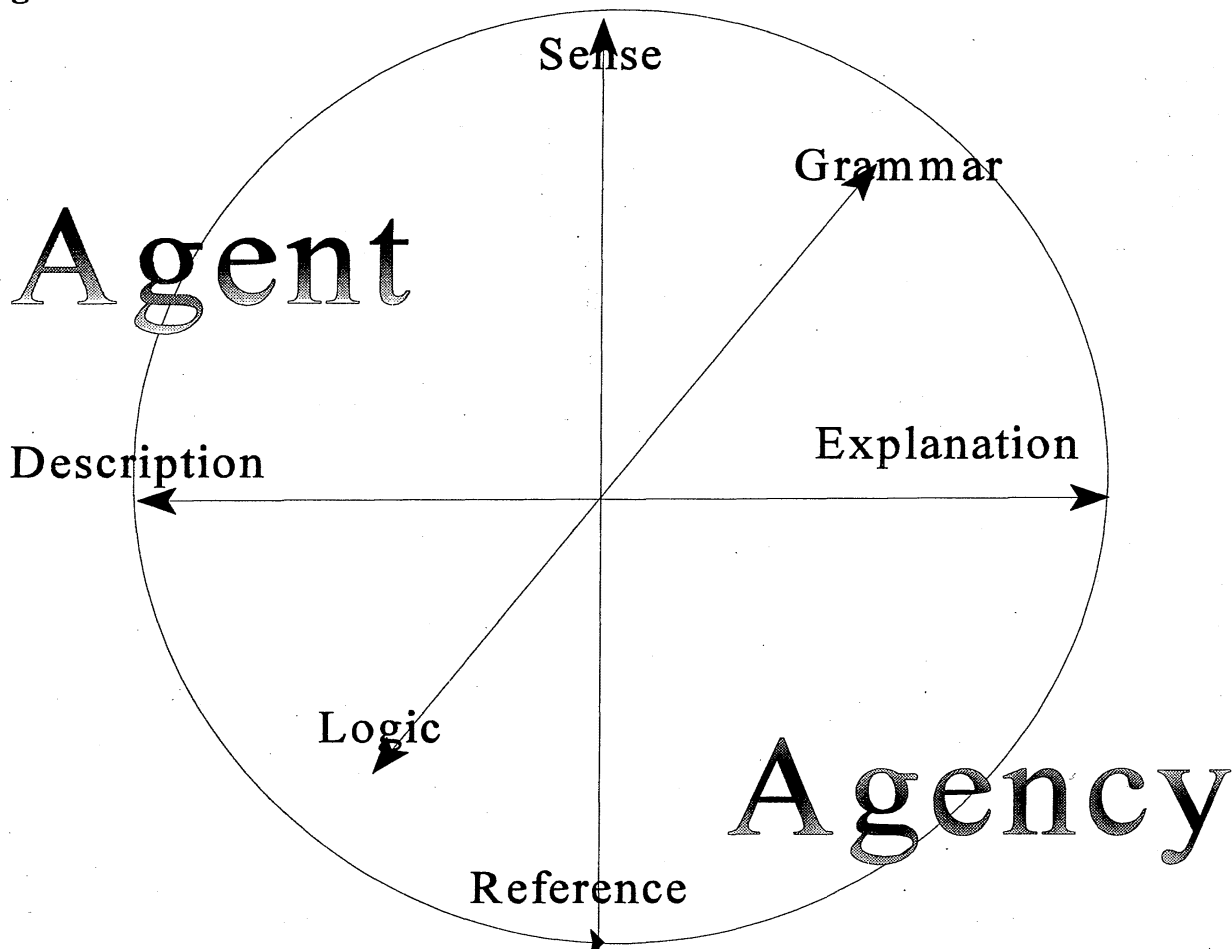 Sense
Grammar
Agent
Explanation
Description
Logic
Agency
Reference